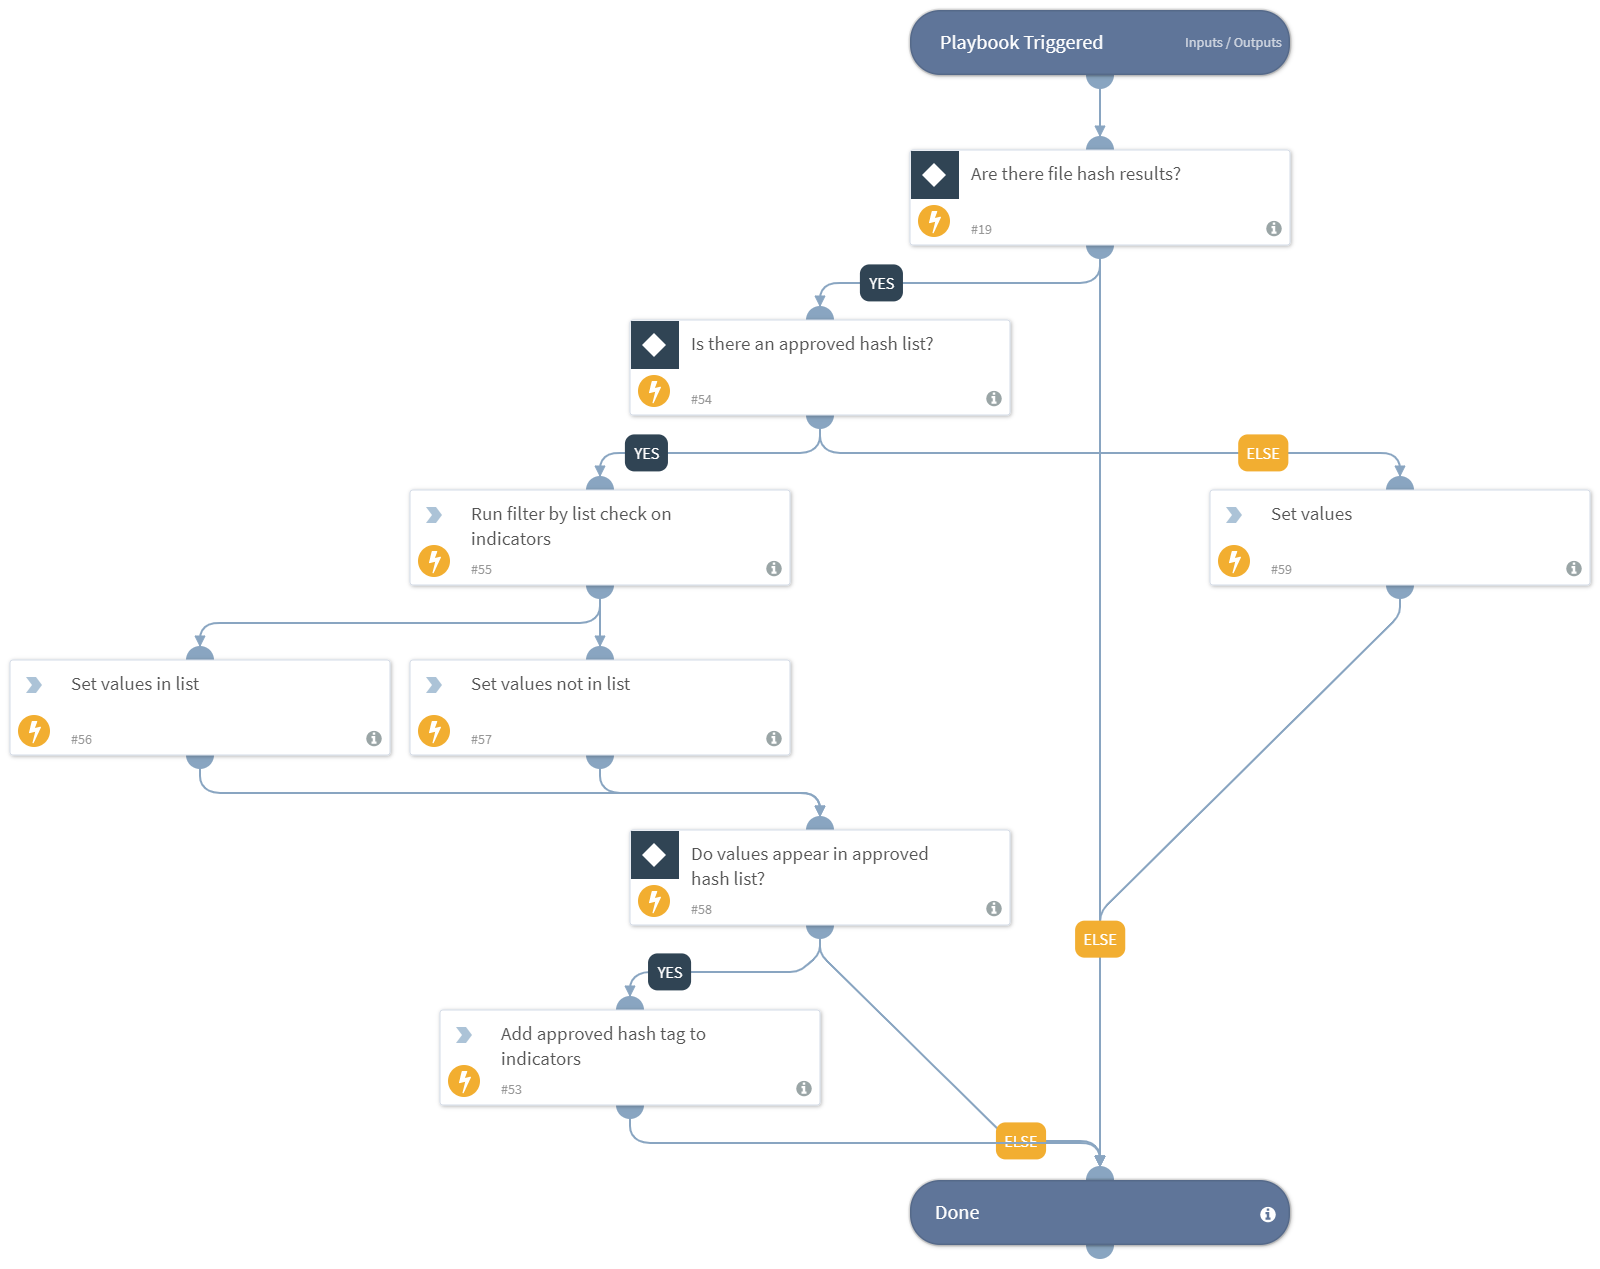 Playbook Triggered
Inputs / Outputs
Are there file hash results?
#19
YES
Is there an approved hash list?
#54
YES
ELSE
Run filter by list check on
indicators
#55
Set values
#59
Set values in list
#56
Set values not in list
#57
Do values appear in approved
hash list?
#58
ELSE
YES
Add approved hash tag to
indicators
#53
ELSE
Done